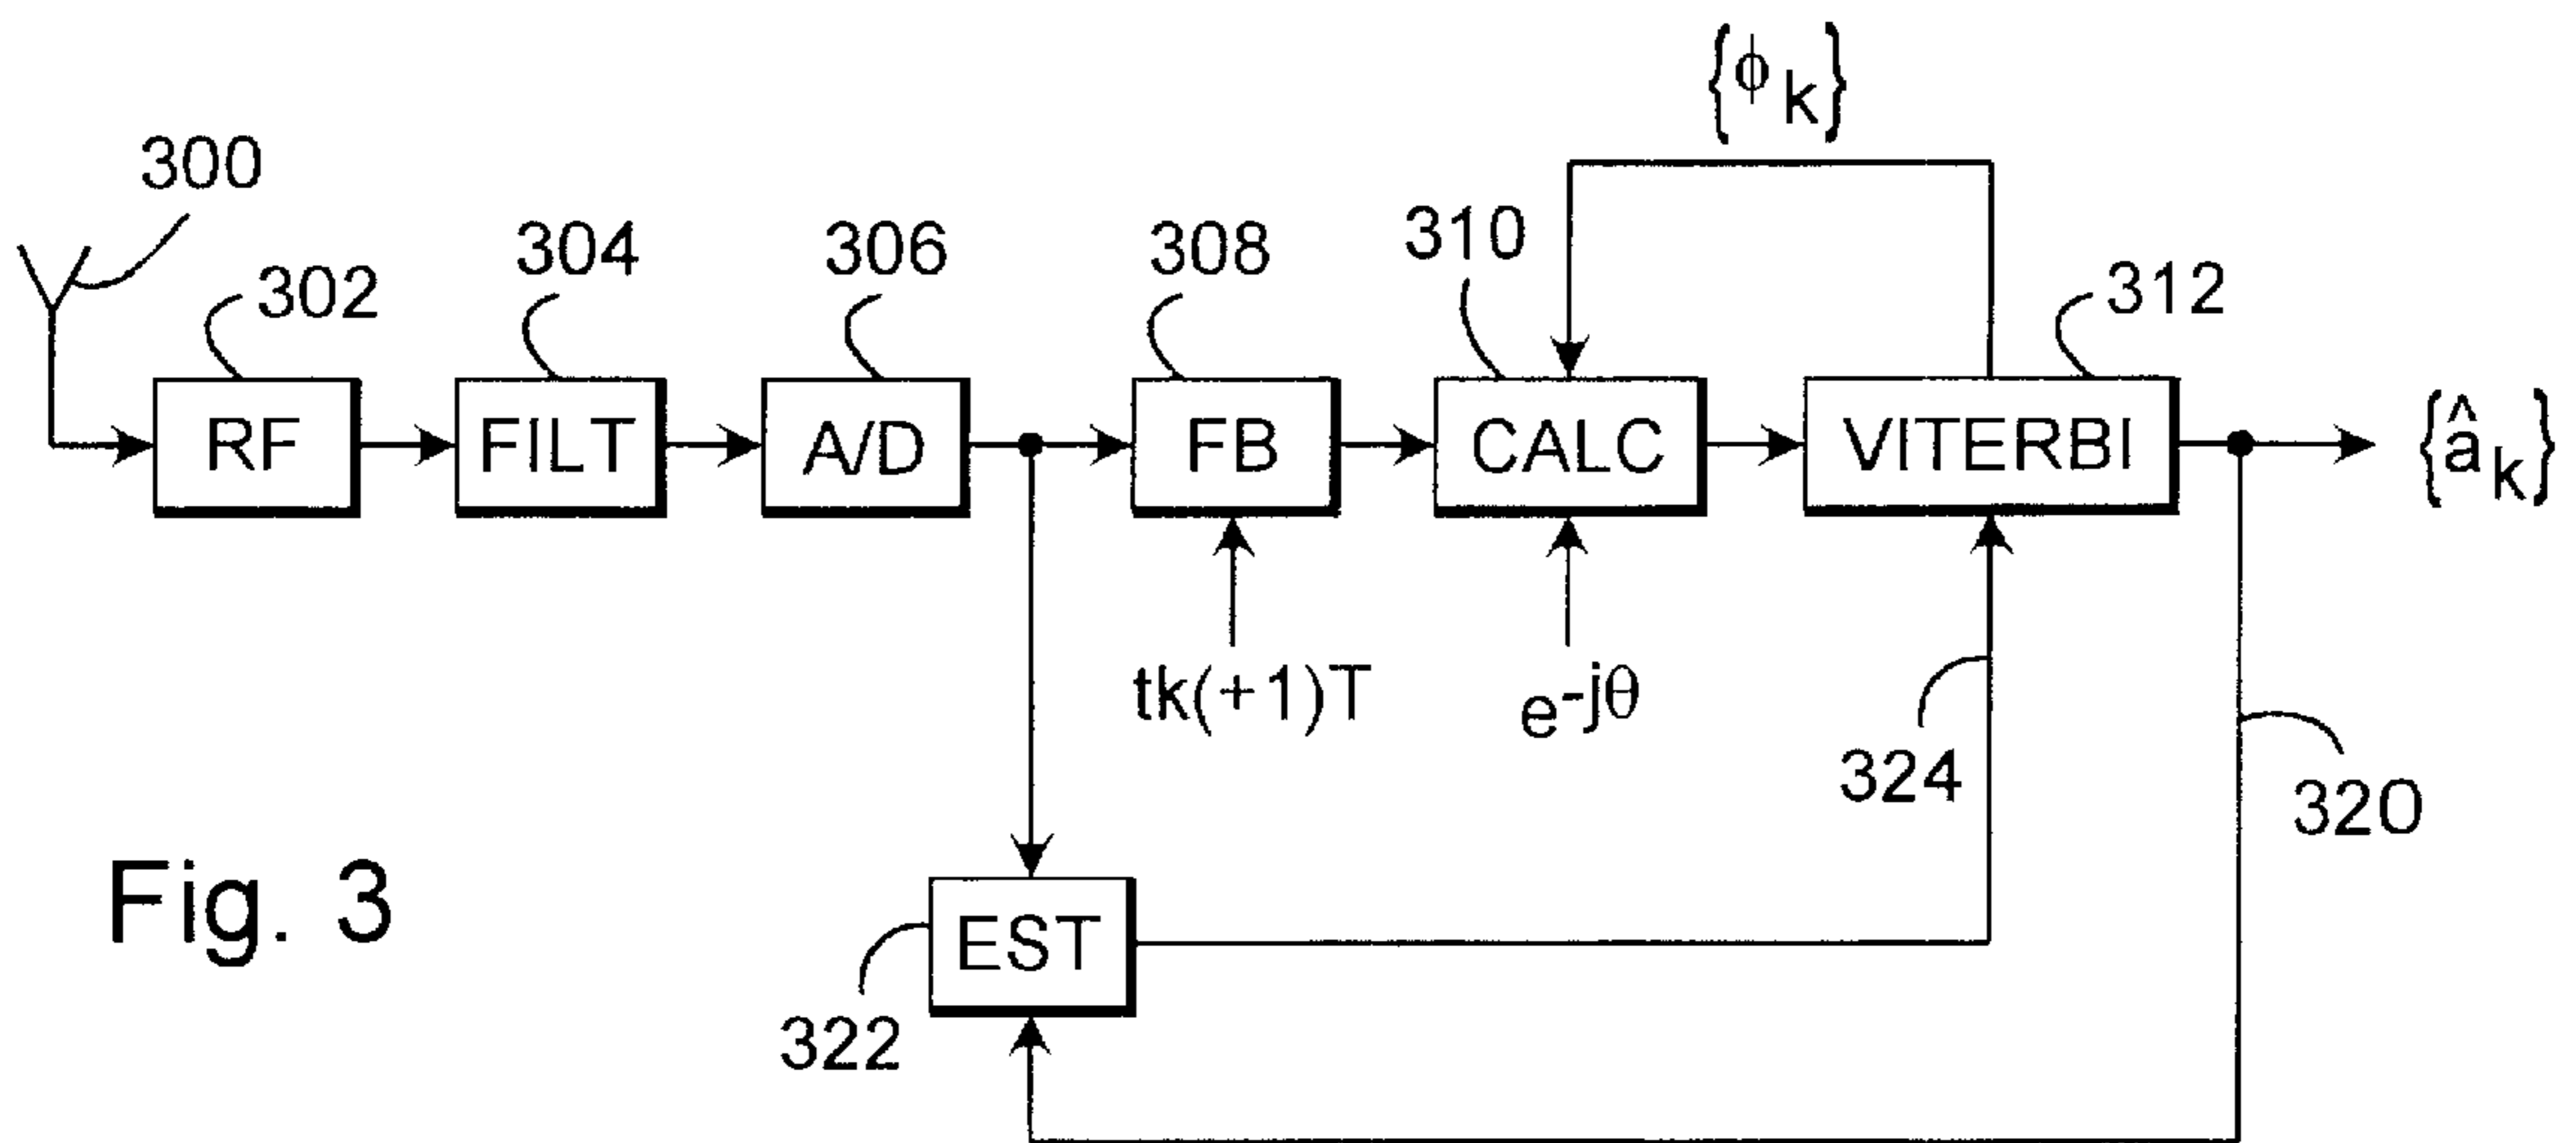 {ϕk}
300
302
304
306
308
310
312
RF
FILT
A/D
FB
CALC
VITERBI
{âk}
tk(+1)T
e-jθ
324
320
Fig. 3
EST
322